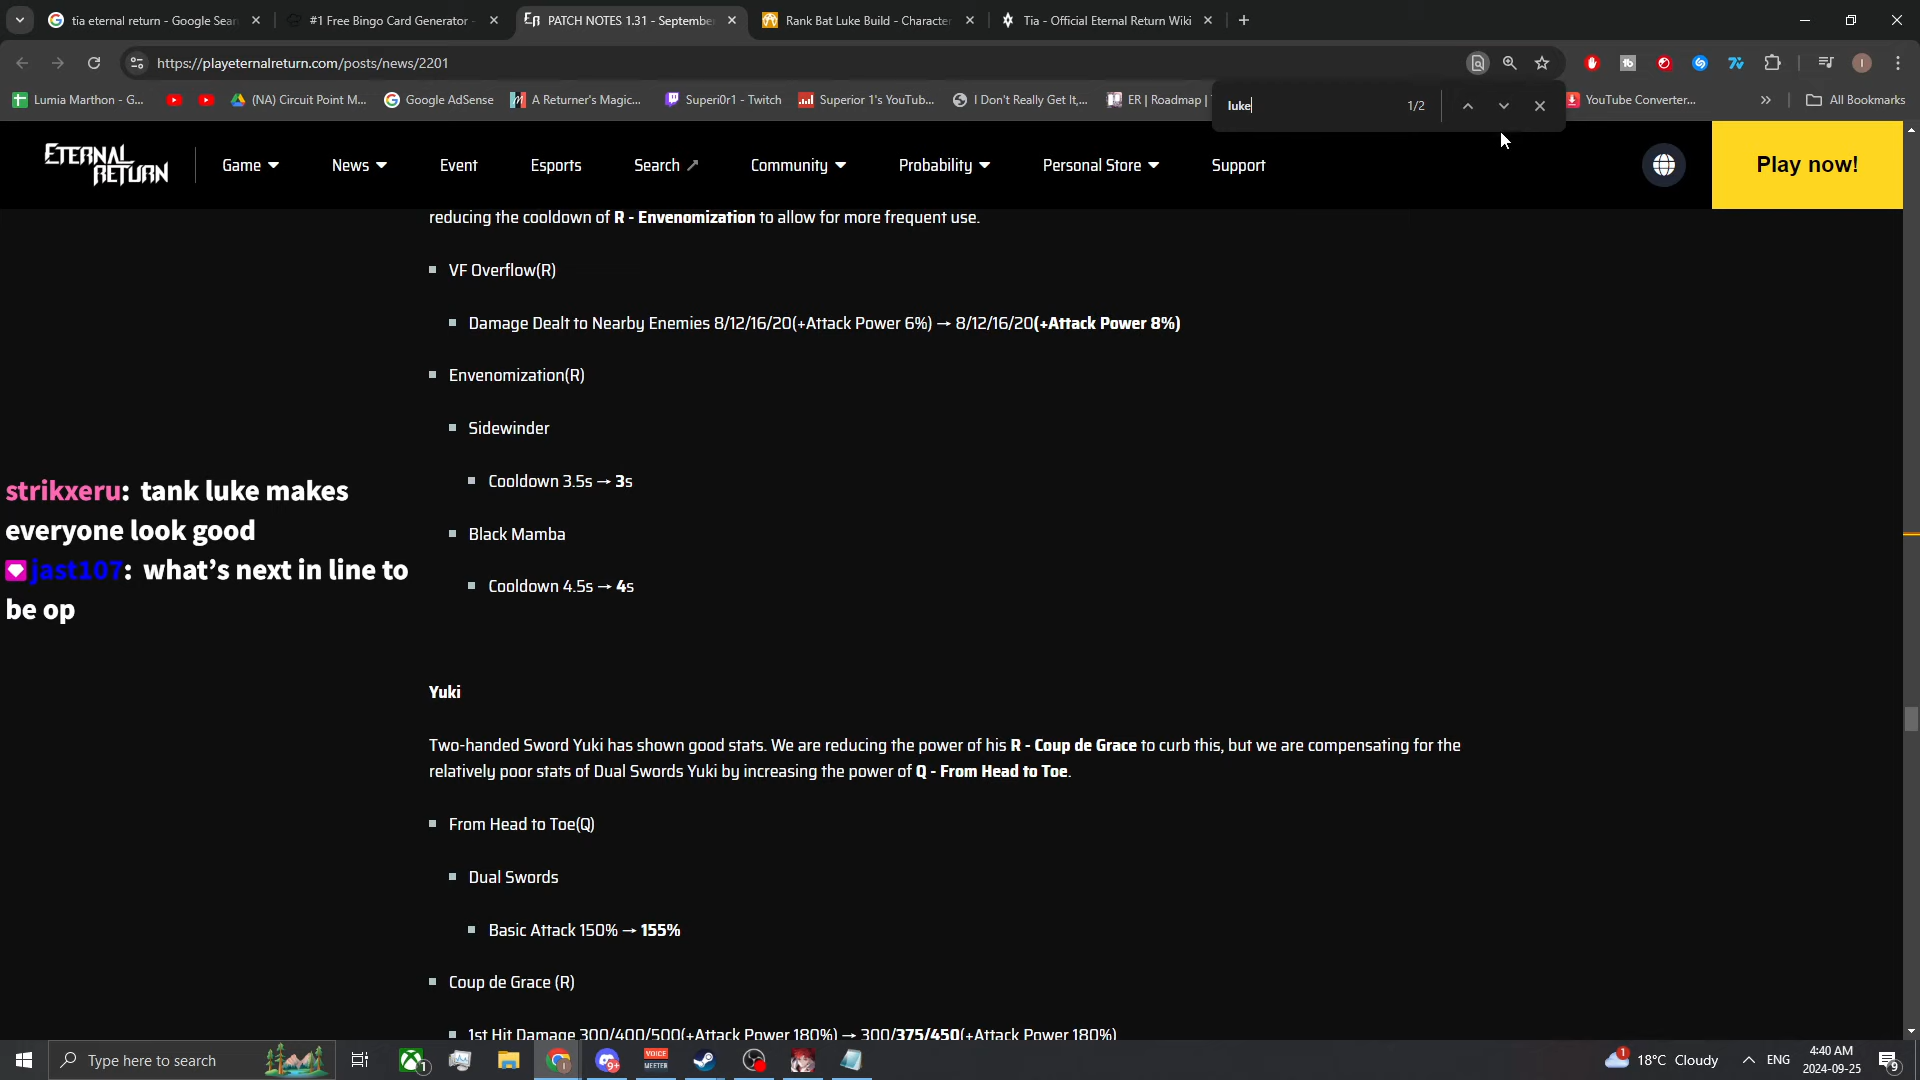 tia eternal return - Google Sear
#1 Free Bingo Card Generator -
PATCH NOTES 1.31 - September
Rank Bat Luke Build - Character
Tia - Official Eternal Return Wiki
https://playeternalreturn.com/posts/news/2201
Lumia Marthon - G...
(NA) Circuit Point M...
Google AdSense
A Returner's Magic...
Superi0r1 - Twitch
Superior 1's YouTub...
I Don't Really Get It,...
ER | Roadmap |
YouTube Converter...
All Bookmarks
luke
1/2
ETERNAL RETURN
Game
News
Event
Esports
Search
Community
Probability
Personal Store
Support
Play now!
reducing the cooldown of R - Envenomization to allow for more frequent use.
VF Overflow(R)
Damage Dealt to Nearby Enemies 8/12/16/20(+Attack Power 6%) → 8/12/16/20(+Attack Power 8%)
Envenomization(R)
Sidewinder
Cooldown 3.5s → 3s
Black Mamba
Cooldown 4.5s → 4s
strikxeru: tank luke makes
everyone look good
jast107: what's next in line to
be op
Yuki
Two-handed Sword Yuki has shown good stats. We are reducing the power of his R - Coup de Grace to curb this, but we are compensating for the
relatively poor stats of Dual Swords Yuki by increasing the power of Q - From Head to Toe.
From Head to Toe(Q)
Dual Swords
Basic Attack 150% → 155%
Coup de Grace (R)
1st Hit Damage 300/400/500(+Attack Power 180%) → 300/375/450(+Attack Power 180%)
Type here to search
1
9+
VOICE
MEETER
1
18°C Cloudy
ENG
4:40 AM
2024-09-25
9